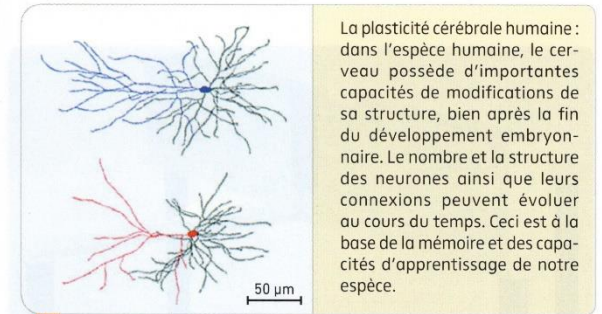 La plasticité cérébrale humaine :
dans l'espèce humaine, le cer-
veau possède d'importantes
capacités de modifications de
sa structure, bien après la fin
du développement embryon-
naire. Le nombre et la structure
des neurones ainsi que leurs
connexions peuvent évoluer
au cours du temps. Ceci est à la
base de la mémoire et des capa-
cités d'apprentissage de notre
espèce.
50 µm